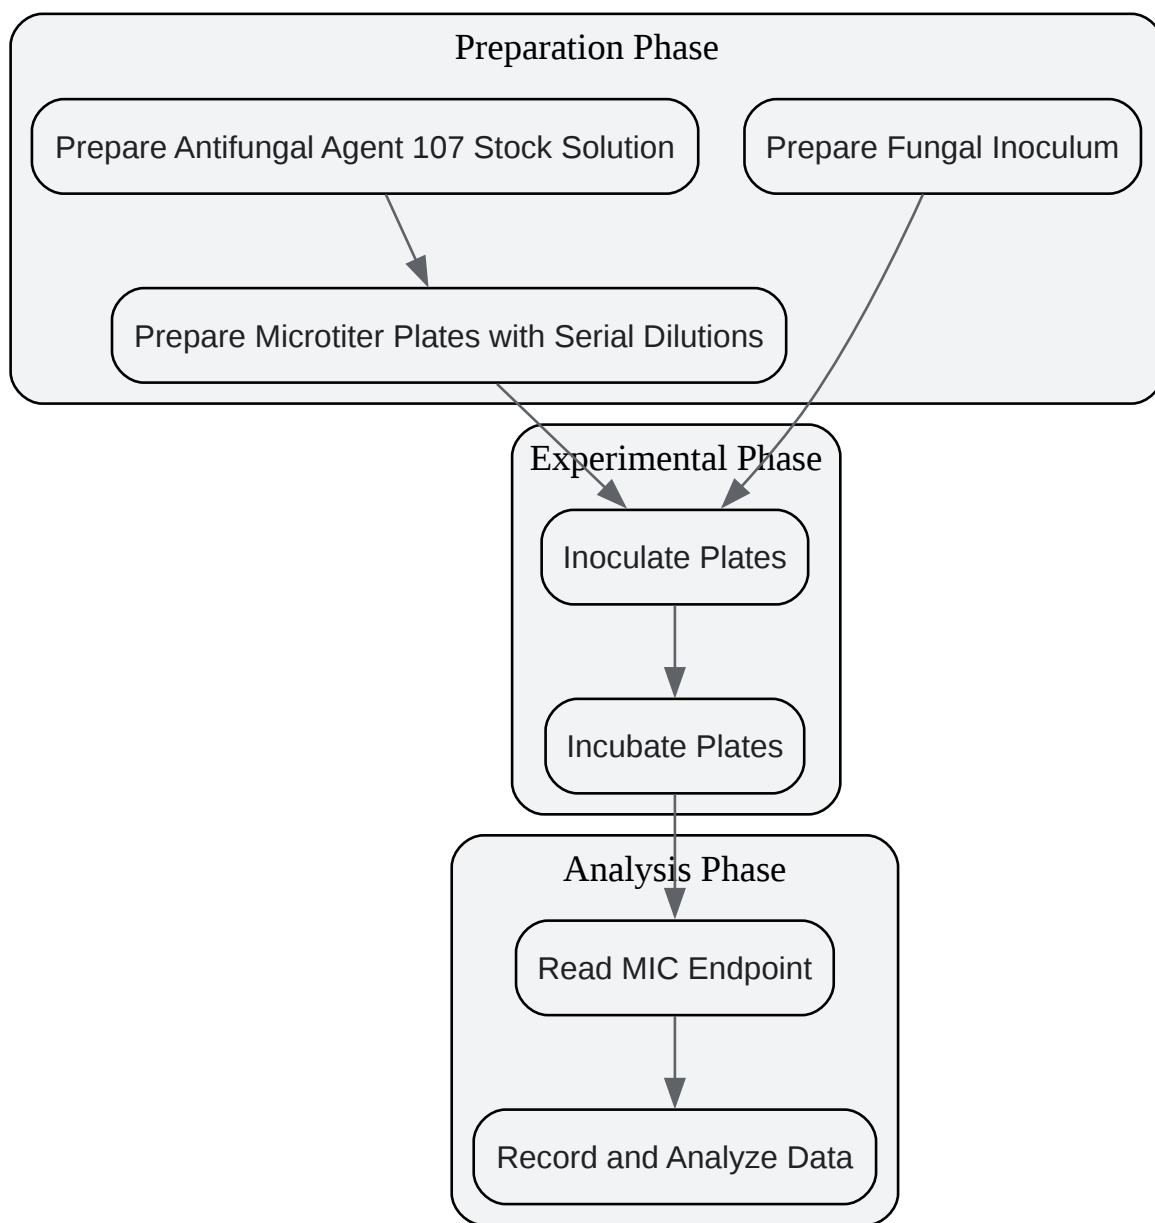 Preparation Phase
Prepare Antifungal Agent 107 Stock Solution
Prepare Fungal Inoculum
Prepare Microtiter Plates with Serial Dilutions
Experimental Phase
Inoculate Plates
Incubate Plates
Analysis Phase
Read MIC Endpoint
Record and Analyze Data